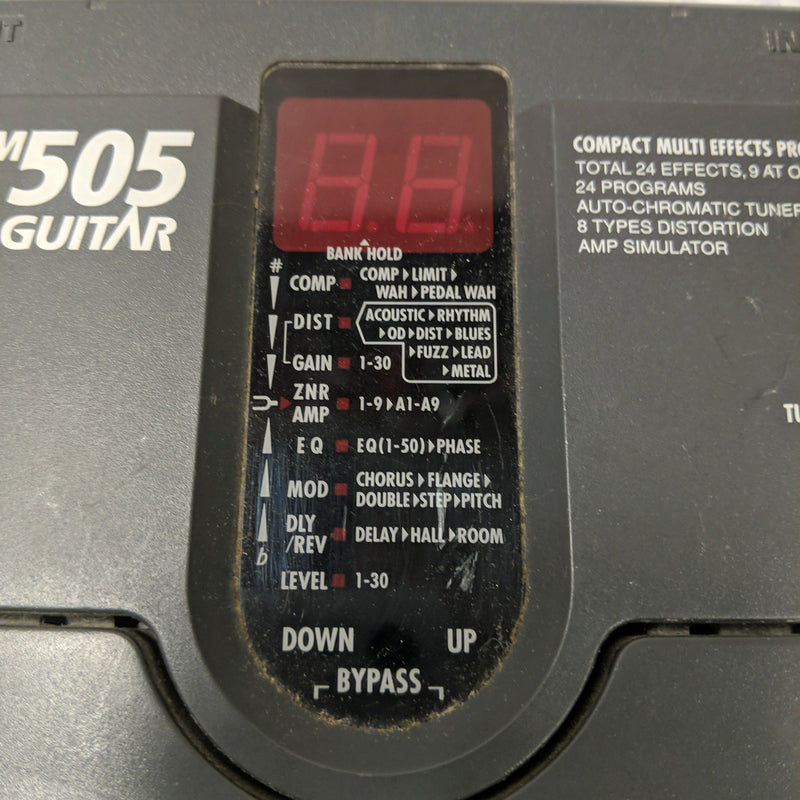 505
GUITAR
COMPACT MULTI EFFECTS
TOTAL 24 EFFECTS, 9 AT
24 PROGRAMS
AUTO-CHROMATIC TUNER
8 TYPES DISTORTION
AMP SIMULATOR
88
BANK HOLD
#
COMP COMP▶LIMIT▶
WAH▶PEDAL WAH
DIST ACOUSTIC▶RHYTHM
▶OD▶DIST▶BLUES
▶FUZZ▶LEAD
▶METAL
GAIN 1-30
ZNR
AMP 1-9▶A1-A9
EQ EQ(1-50)▶PHASE
MOD CHORUS▶FLANGE▶
DOUBLE▶STEP▶PITCH
DLY
/REV DELAY▶HALL▶ROOM
b
LEVEL 1-30
DOWN UP
BYPASS